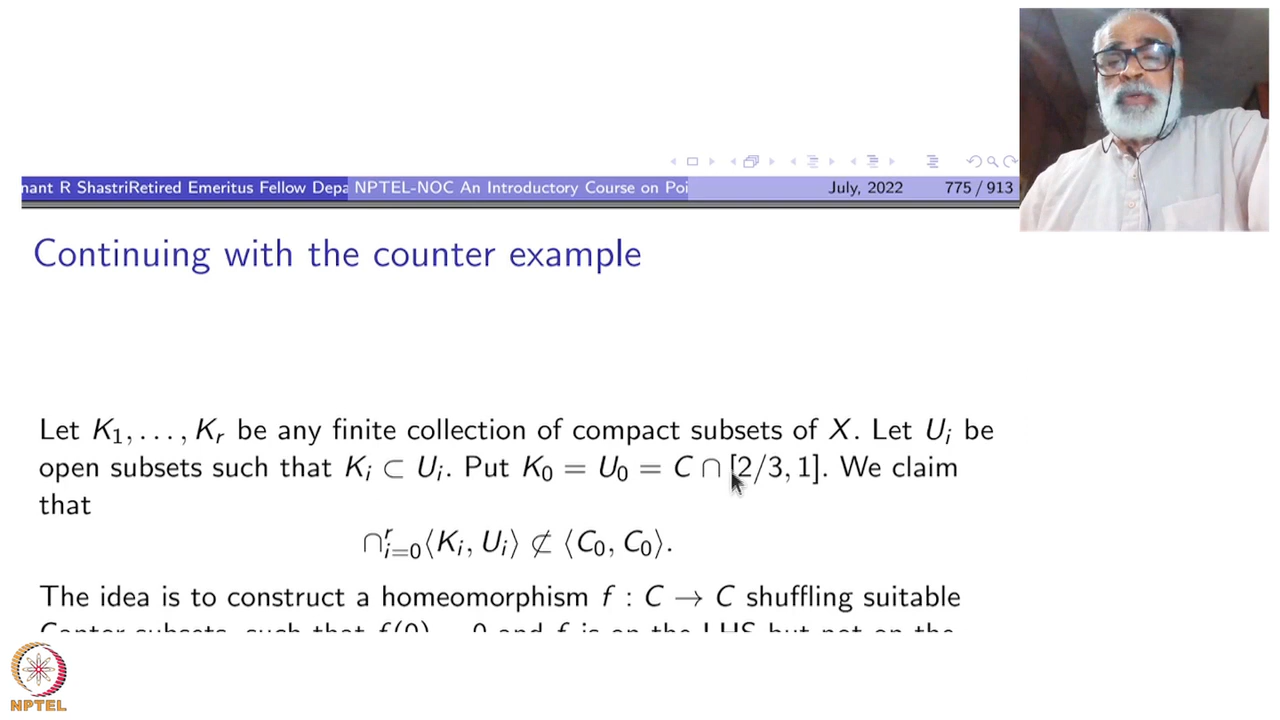 nant R ShastriRetired Emeritus Fellow Depa NPTEL-NOC An Introductory Course on Poi July, 2022 775 / 913
Continuing with the counter example
Let K₁, . . . , Kᵣ be any finite collection of compact subsets of X. Let Uᵢ be
open subsets such that Kᵢ ⊂ Uᵢ. Put K₀ = U₀ = C ∩ [2/3, 1]. We claim
that
∩ʳᵢ₌₀⟨Kᵢ, Uᵢ⟩ ⊄ ⟨C₀, C₀⟩.
The idea is to construct a homeomorphism f : C → C shuffling suitable
NPTEL